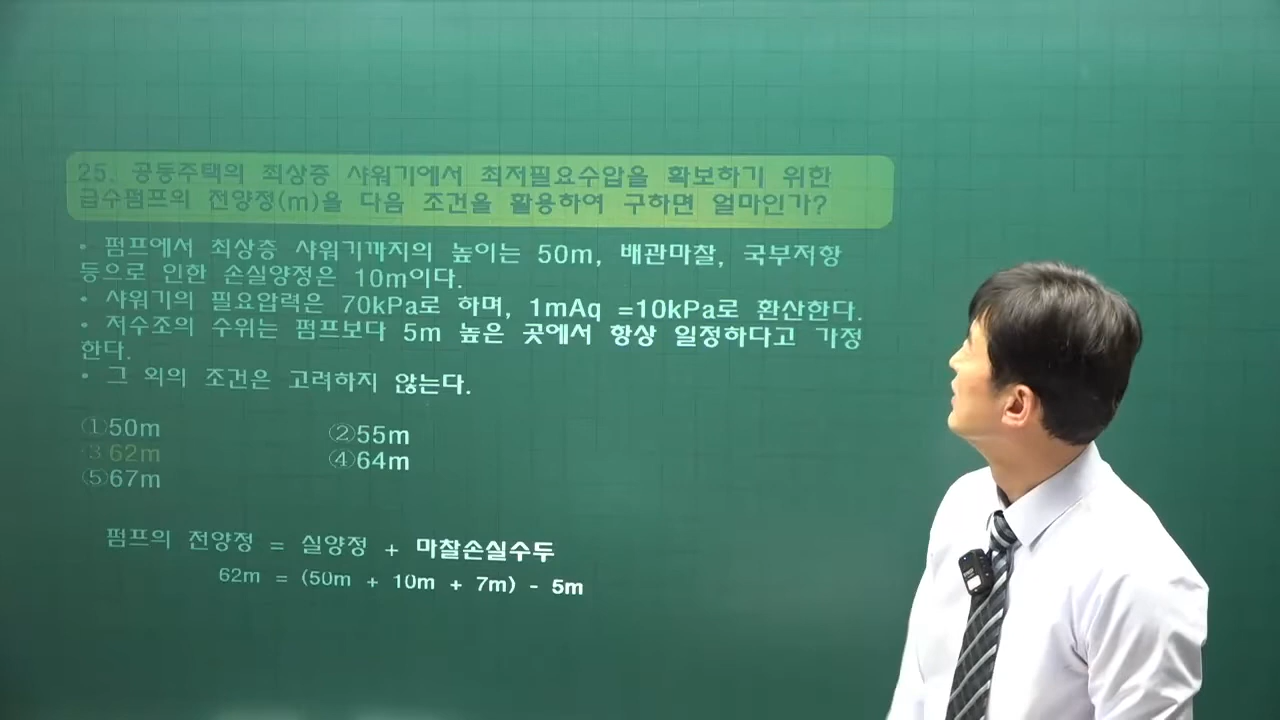 25. 공동주택의 최상층 샤워기에서 최저필요수압을 확보하기 위한
급수펌프의 전양정(m)을 다음 조건을 활용하여 구하면 얼마인가?
• 펌프에서 최상층 샤워기까지의 높이는 50m, 배관마찰, 국부저항
등으로 인한 손실양정은 10m이다.
• 샤워기의 필요압력은 70kPa로 하며, 1mAq =10kPa로 환산한다.
• 저수조의 수위는 펌프보다 5m 높은 곳에서 항상 일정하다고 가정
한다.
• 그 외의 조건은 고려하지 않는다.
①50m ②55m
③62m ④64m
⑤67m
펌프의 전양정 = 실양정 + 마찰손실수두
62m = (50m + 10m + 7m) - 5m